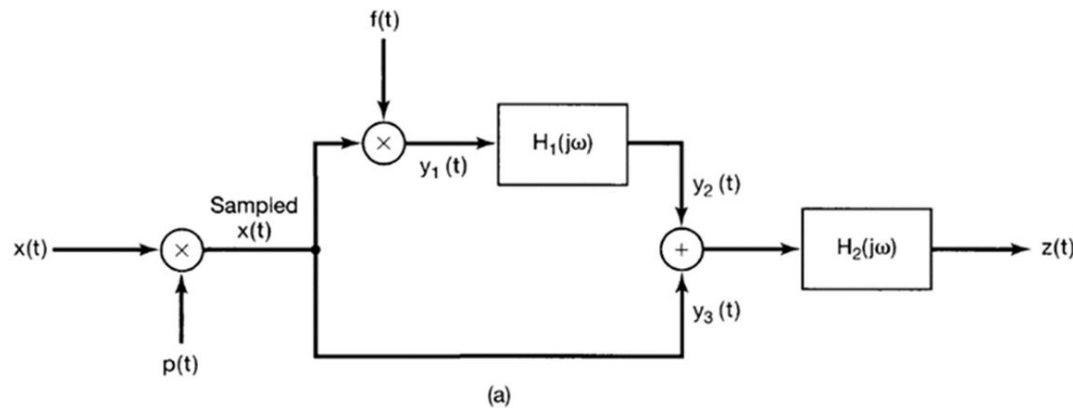 f(t)
×
y₁(t)
H₁(jω)
y₂(t)
Sampled
x(t)
x(t)
×
+
H₂(jω)
z(t)
y₃(t)
p(t)
(a)